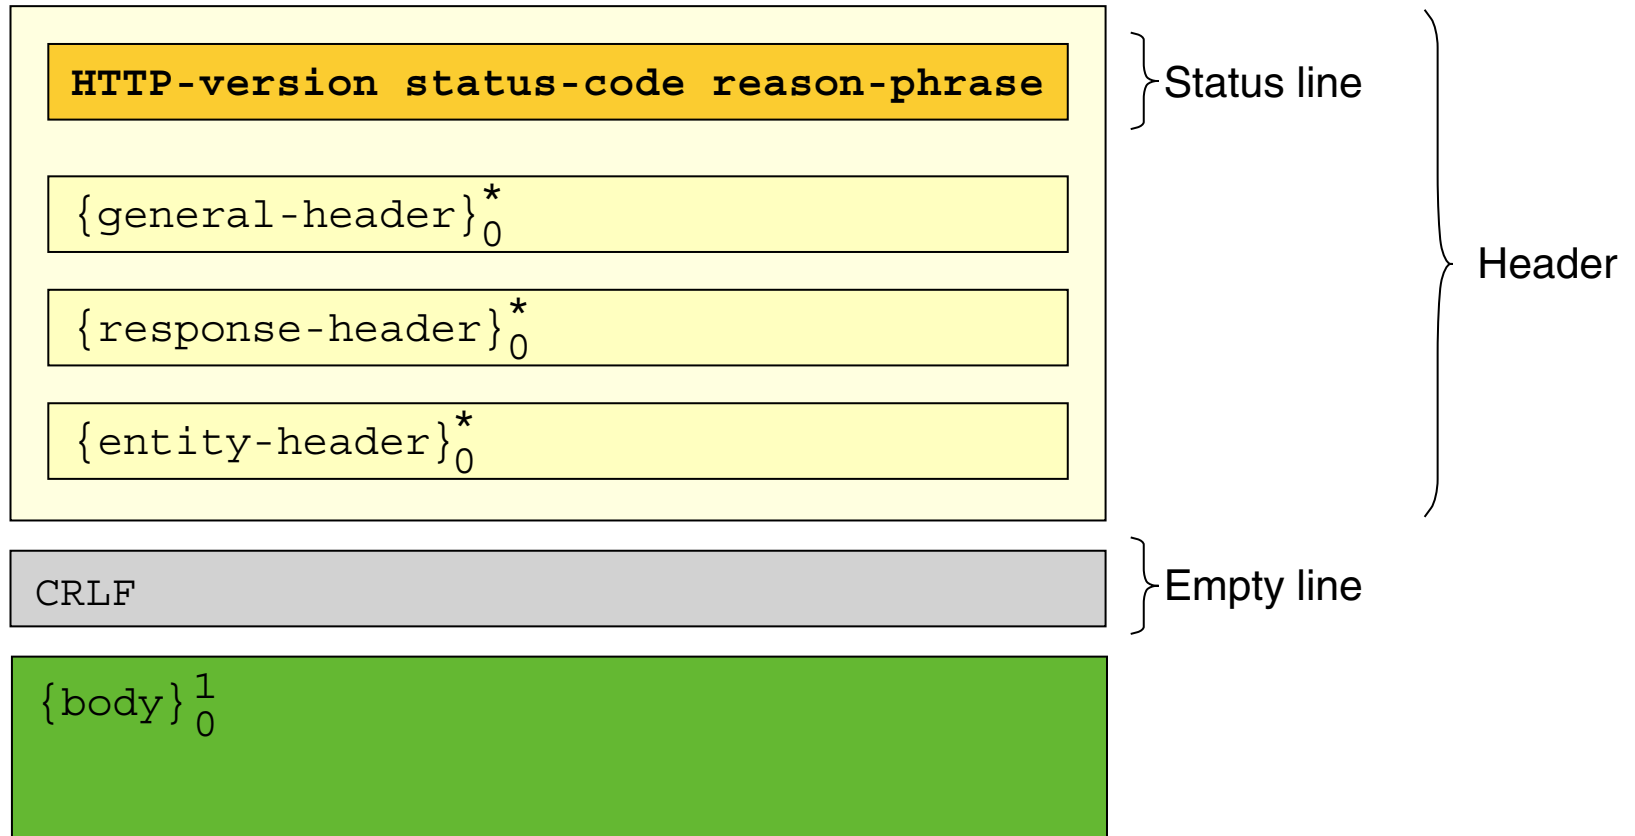 HTTP-version status-code reason-phrase
Status line
{general-header}*0
Header
{response-header}*0
{entity-header}*0
CRLF
Empty line
{body}10